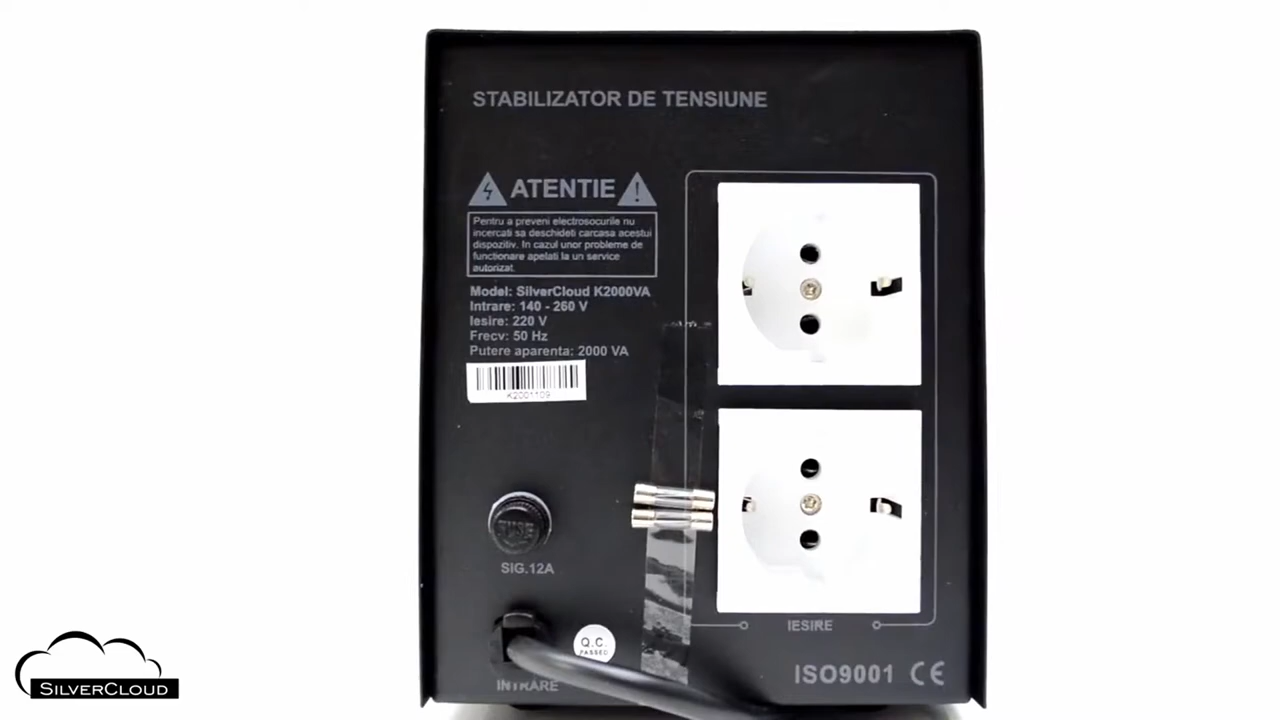 STABILIZATOR DE TENSIUNE
ATENTIE
Pentru a preveni electrosocurile nu
incercati sa deschideti carcasa acestui
dispozitiv. In cazul unor probleme de
functionare apelati la un service
autorizat.
Model: SilverCloud K2000VA
Intrare: 140 - 260 V
Iesire: 220 V
Frecv: 50 Hz
Putere aparenta: 2000 VA
K2001109
FUSE
SIG.12A
INTRARE
Q.C.
PASSED
IESIRE
ISO9001 CE
SILVERCLOUD